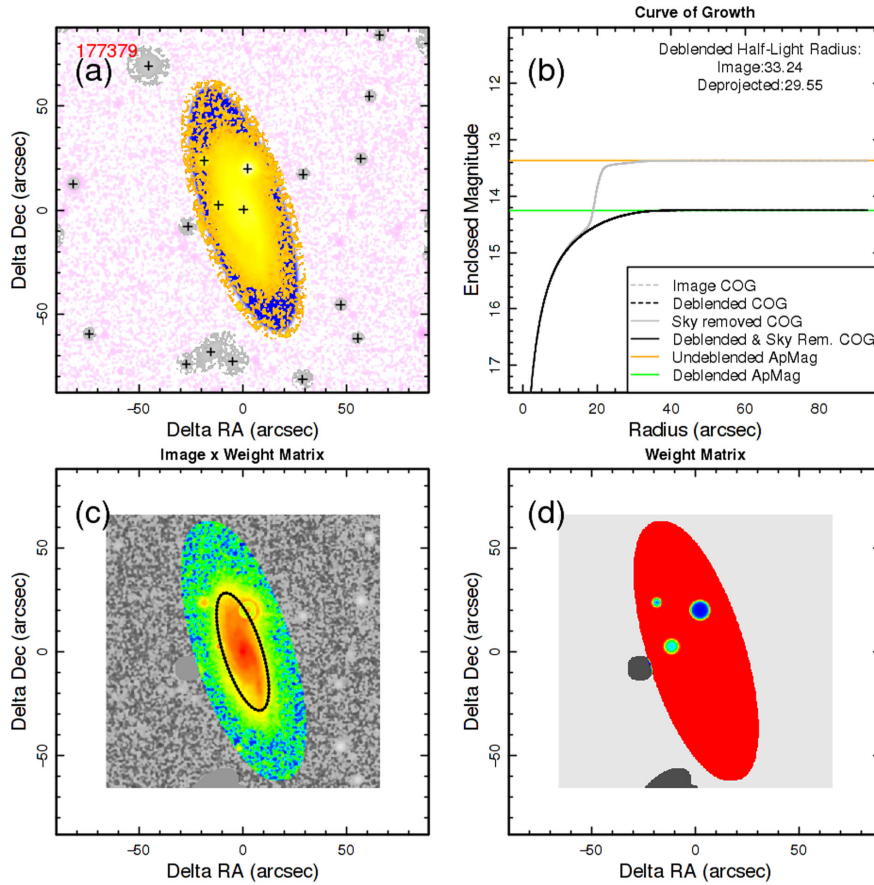 177379
(a)
50
0
−50
Delta Dec (arcsec)
−50
0
50
Delta RA (arcsec)
Curve of Growth
(b)
Deblended Half-Light Radius:
Image:33.24
Deprojected:29.55
12
13
14
15
16
17
Enclosed Magnitude
Image COG
Deblended COG
Sky removed COG
Deblended & Sky Rem. COG
Undeblended ApMag
Deblended ApMag
0
20
40
60
80
Radius (arcsec)
Image x Weight Matrix
(c)
50
0
−50
Delta Dec (arcsec)
−50
0
50
Delta RA (arcsec)
Weight Matrix
(d)
50
0
−50
Delta Dec (arcsec)
−50
0
50
Delta RA (arcsec)